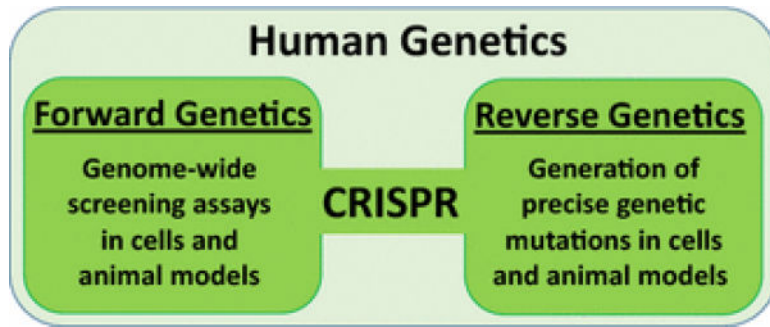 Human Genetics
Forward Genetics
Genome-wide
screening assays
in cells and
animal models
CRISPR
Reverse Genetics
Generation of
precise genetic
mutations in cells
and animal models